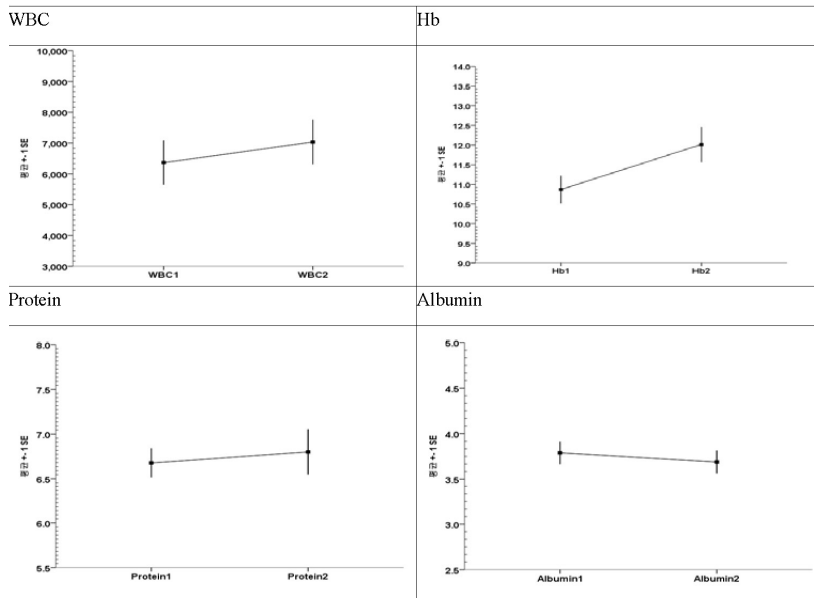 WBC
Hb
10,000
9,000
8,000
7,000
6,000
5,000
4,000
3,000
평균 +-1 SE
WBC1
WBC2
14.0
13.5
13.0
12.5
12.0
11.5
11.0
10.5
10.0
9.5
9.0
평균 +-1 SE
Hb1
Hb2
Protein
Albumin
8.0
7.5
7.0
6.5
6.0
5.5
평균 +-1 SE
Protein1
Protein2
5.0
4.5
4.0
3.5
3.0
2.5
평균 +-1 SE
Albumin1
Albumin2